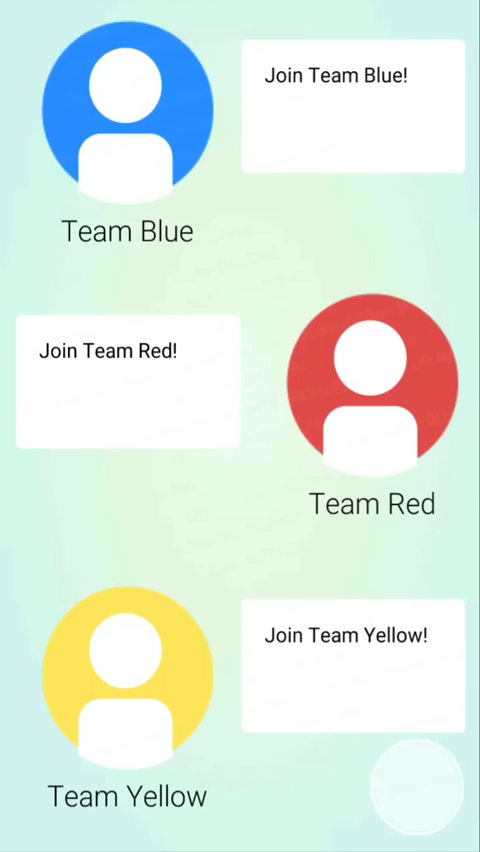 Join Team Blue!
Team Blue
Join Team Red!
Team Red
Join Team Yellow!
Team Yellow